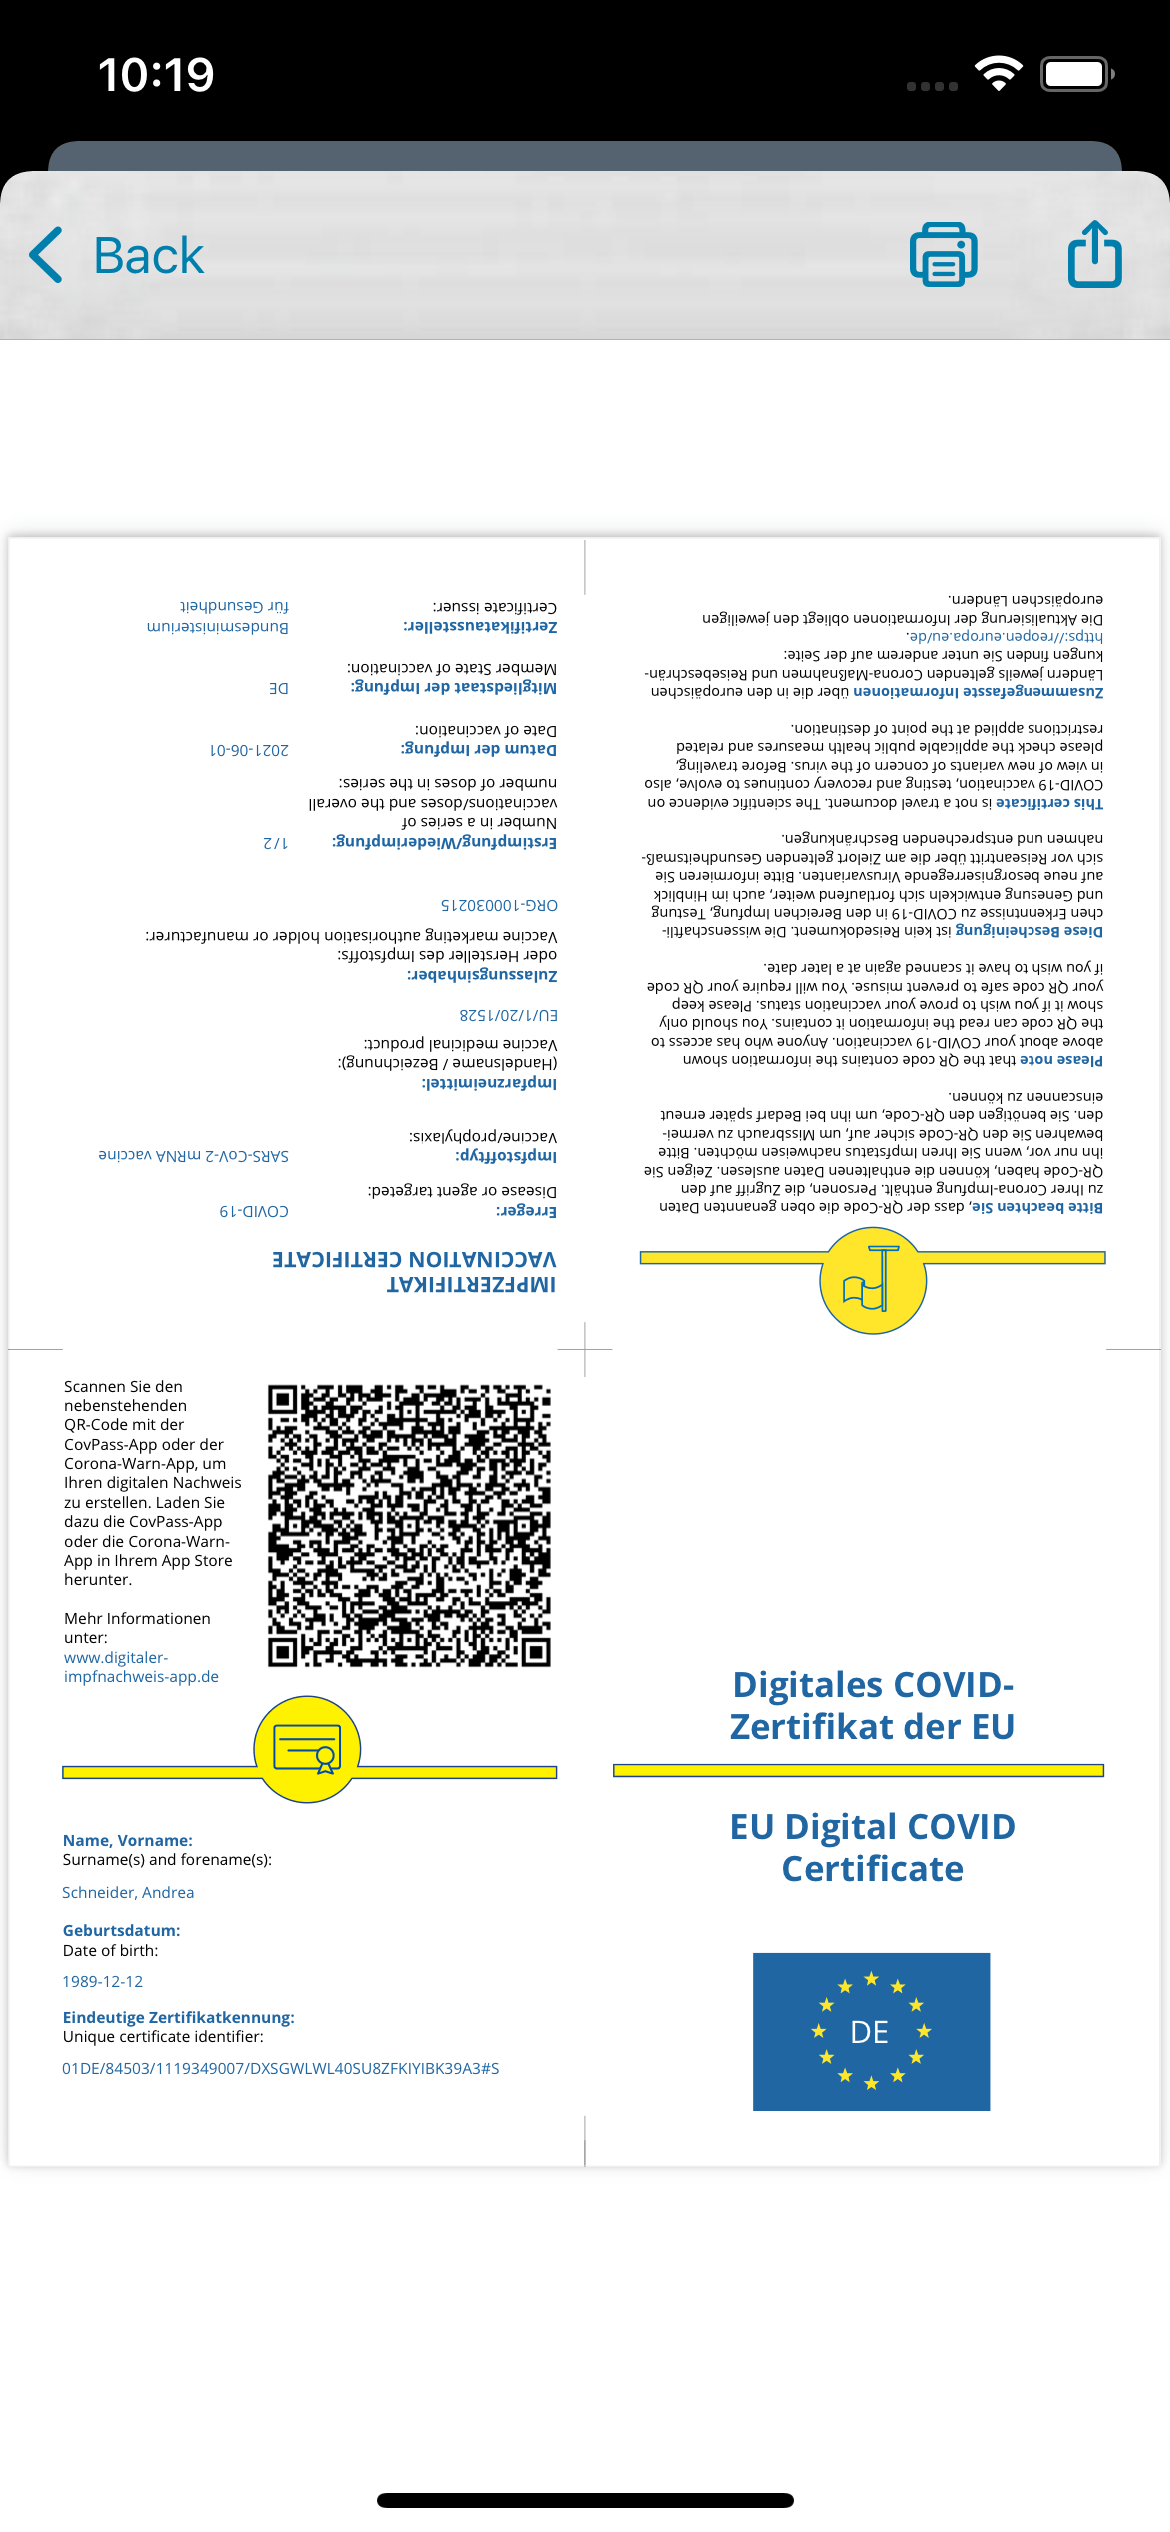 10:19
Back
IMPFZERTIFIKAT
VACCINATION CERTIFICATE
Erreger:
Disease or agent targeted:
COVID-19
Impfstofftyp:
Vaccine/prophylaxis:
SARS-CoV-2 mRNA vaccine
Impfarzneimittel:
(Handelsname / Bezeichnung):
Vaccine medicinal product:
EU/1/20/1528
Zulassungsinhaber:
oder Hersteller des Impfstoffs:
Vaccine marketing authorisation holder or manufacturer:
ORG-100030215
Erstimpfung/Wiederimpfung:
Number in a series of
vaccinations/doses and the overall
number of doses in the series:
1/2
Datum der Impfung:
Date of vaccination:
2021-06-01
Mitgliedstaat der Impfung:
Member State of vaccination:
DE
Zertifikataussteller:
Certificate issuer:
Bundesministerium
für Gesundheit
Bitte beachten Sie, dass der QR-Code die oben genannten Daten
zu Ihrer Corona-Impfung enthält. Personen, die Zugriff auf den
QR-Code haben, können die enthaltenen Daten auslesen. Zeigen Sie
ihn nur vor, wenn Sie Ihren Impfstatus nachweisen möchten. Bitte
bewahren Sie den QR-Code sicher auf, um Missbrauch zu vermei-
den. Sie benötigen den QR-Code, um ihn bei Bedarf später erneut
einscannen zu können.
Please note that the QR code contains the information shown
above about your COVID-19 vaccination. Anyone who has access to
the QR code can read the information it contains. You should only
show it if you wish to prove your vaccination status. Please keep
your QR code safe to prevent misuse. You will require your QR code
if you wish to have it scanned again at a later date.
Diese Bescheinigung ist kein Reisedokument. Die wissenschaftli-
chen Erkenntnisse zu COVID-19 in den Bereichen Impfung, Testung
und Genesung entwickeln sich fortlaufend weiter, auch im Hinblick
auf neue besorgniserregende Virusvarianten. Bitte informieren Sie
sich vor Reiseantritt über die am Zielort geltenden Gesundheitsmaß-
nahmen und entsprechenden Beschränkungen.
This certificate is not a travel document. The scientific evidence on
COVID-19 vaccination, testing and recovery continues to evolve, also
in view of new variants of concern of the virus. Before traveling,
please check the applicable public health measures and related
restrictions applied at the point of destination.
Zusammengefasste Informationen über die in den europäischen
Ländern jeweils geltenden Corona-Maßnahmen und Reisebeschrän-
kungen finden Sie unter anderem auf der Seite:
https://reopen.europa.eu/de.
Die Aktualisierung der Informationen obliegt den jeweiligen
europäischen Ländern.
Scannen Sie den
nebenstehenden
QR-Code mit der
CovPass-App oder der
Corona-Warn-App, um
Ihren digitalen Nachweis
zu erstellen. Laden Sie
dazu die CovPass-App
oder die Corona-Warn-
App in Ihrem App Store
herunter.
Mehr Informationen
unter:
www.digitaler-
impfnachweis-app.de
Name, Vorname:
Surname(s) and forename(s):
Schneider, Andrea
Geburtsdatum:
Date of birth:
1989-12-12
Eindeutige Zertifikatkennung:
Unique certificate identifier:
01DE/84503/1119349007/DXSGWLWL40SU8ZFKIYIBK39A3#S
Digitales COVID-
Zertifikat der EU
EU Digital COVID
Certificate
DE